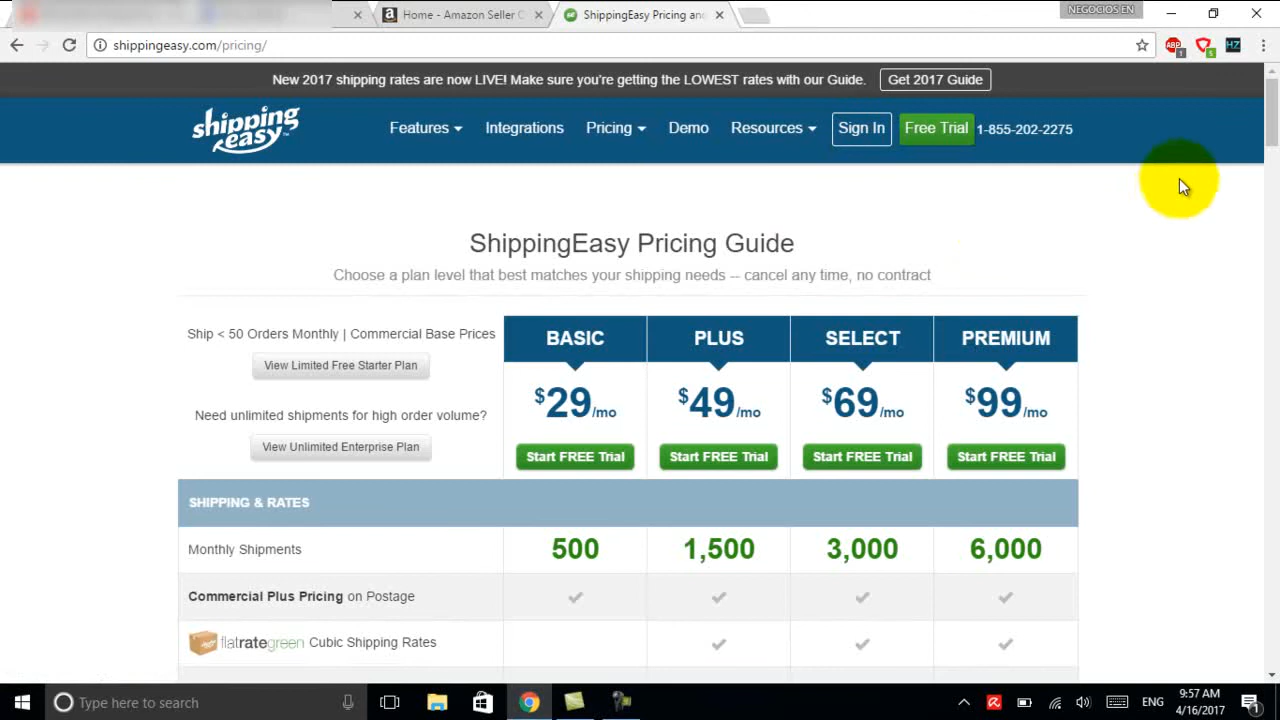 NEGOCIOS EN
Home - Amazon Seller C
ShippingEasy Pricing and
shippingeasy.com/pricing/
ABP
1
5
HZ
New 2017 shipping rates are now LIVE! Make sure you're getting the LOWEST rates with our Guide.
Get 2017 Guide
shipping easy
Features
Integrations
Pricing
Demo
Resources
Sign In
Free Trial
1-855-202-2275
ShippingEasy Pricing Guide
Choose a plan level that best matches your shipping needs -- cancel any time, no contract
Ship < 50 Orders Monthly | Commercial Base Prices
View Limited Free Starter Plan
Need unlimited shipments for high order volume?
View Unlimited Enterprise Plan
BASIC PLUS SELECT PREMIUM
$29/mo $49/mo $69/mo $99/mo
Start FREE Trial Start FREE Trial Start FREE Trial Start FREE Trial
SHIPPING & RATES
Monthly Shipments 500 1,500 3,000 6,000
Commercial Plus Pricing on Postage
flatrategreen Cubic Shipping Rates
Type here to search
ENG
9:57 AM
4/16/2017
1